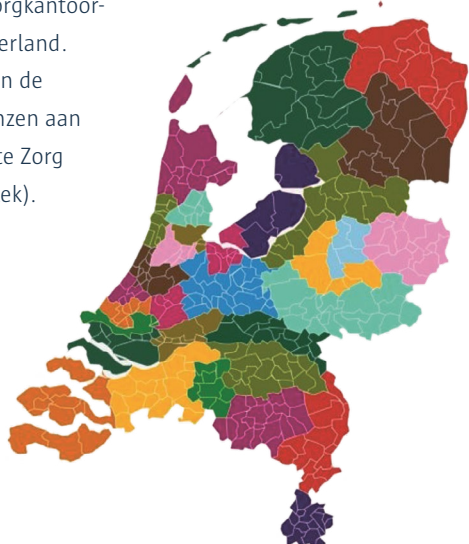 orgkantoor-
erland.
n de
nzen aan
te Zorg
ek).